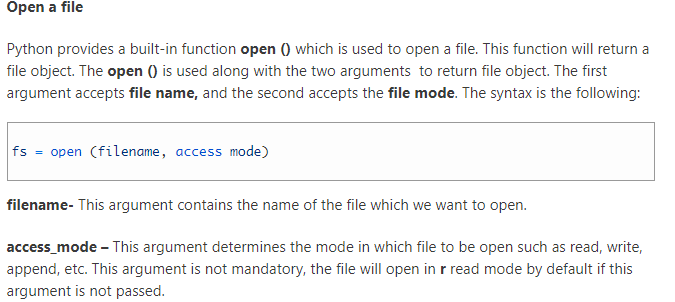 Open a file
Python provides a built-in function open () which is used to open a file. This function will return a
file object. The open () is used along with the two arguments  to return file object. The first
argument accepts file name, and the second accepts the file mode. The syntax is the following:
fs = open (filename, access mode)
filename- This argument contains the name of the file which we want to open.
access_mode – This argument determines the mode in which file to be open such as read, write,
append, etc. This argument is not mandatory, the file will open in r read mode by default if this
argument is not passed.